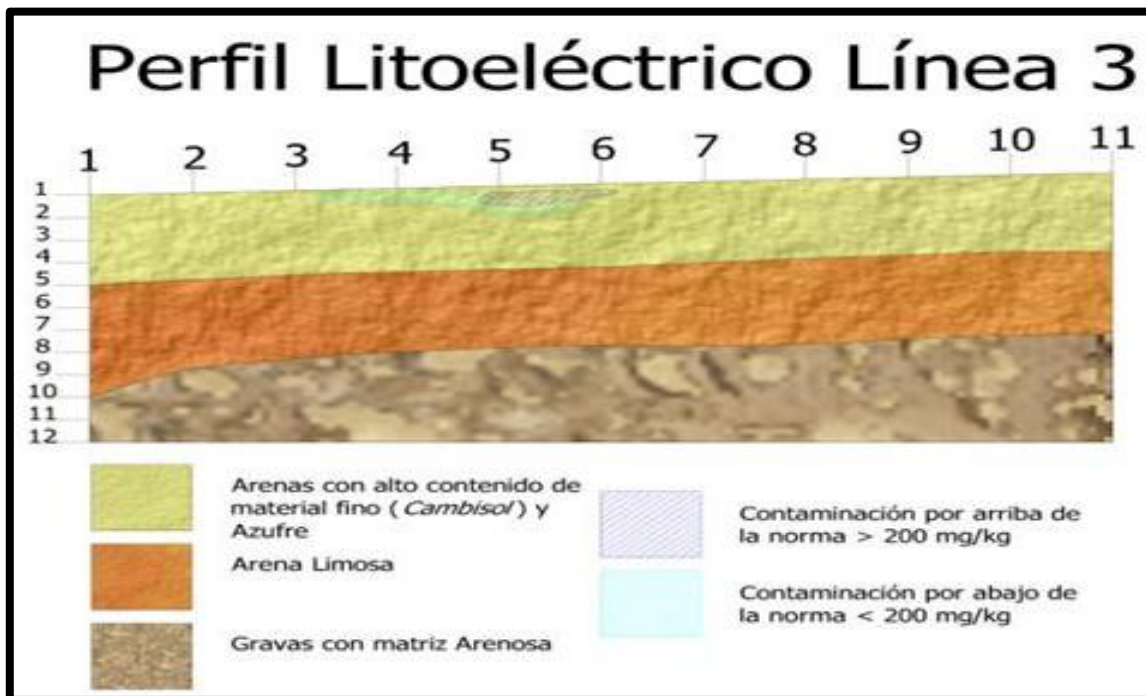 Perfil Litoeléctrico Línea 3
1 2 3 4 5 6 7 8 9 10 11
1
2
3
4
5
6
7
8
9
10
11
12
Arenas con alto contenido de
material fino (Cambisol) y
Azufre
Arena Limosa
Gravas con matriz Arenosa
Contaminación por arriba de
la norma > 200 mg/kg
Contaminación por abajo de
la norma < 200 mg/kg